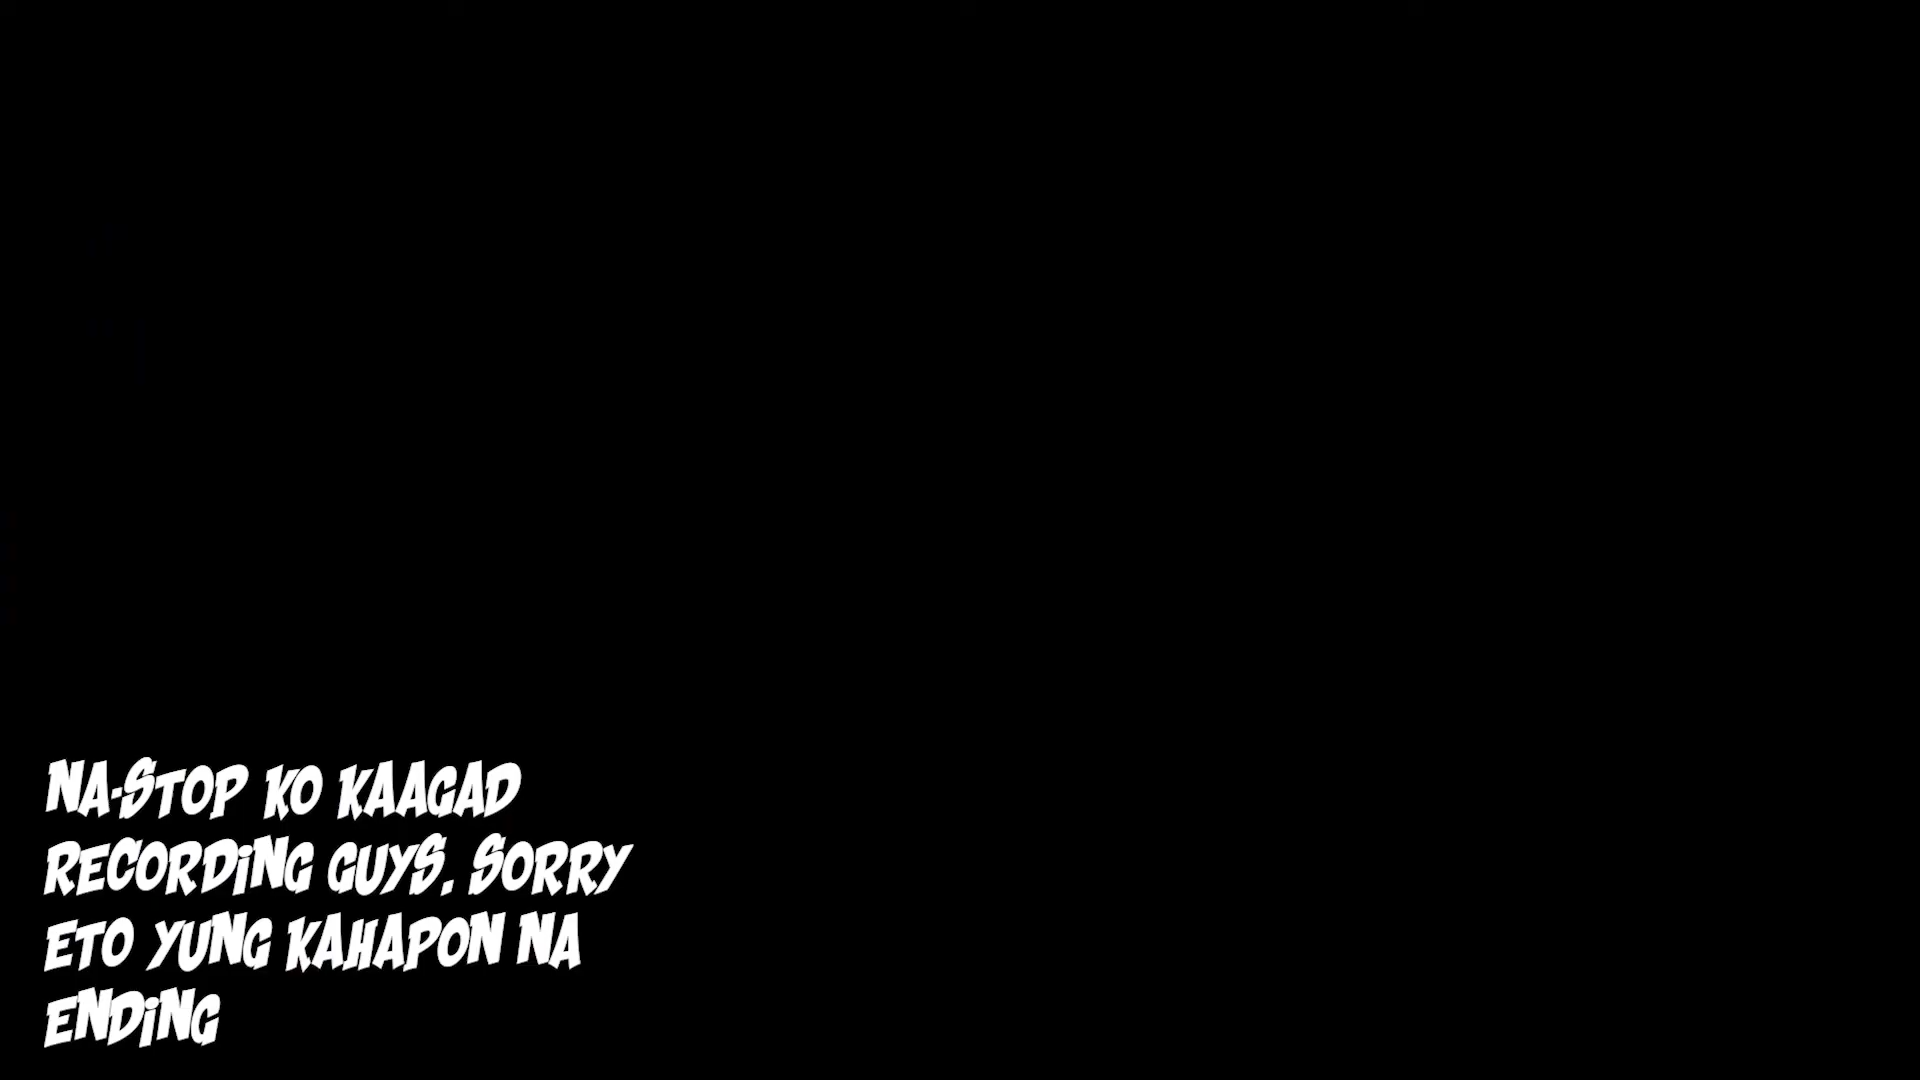 NA-STOP KO KAAGAD
RECORDING GUYS. SORRY
ETO YUNG KAHAPON NA
ENDING